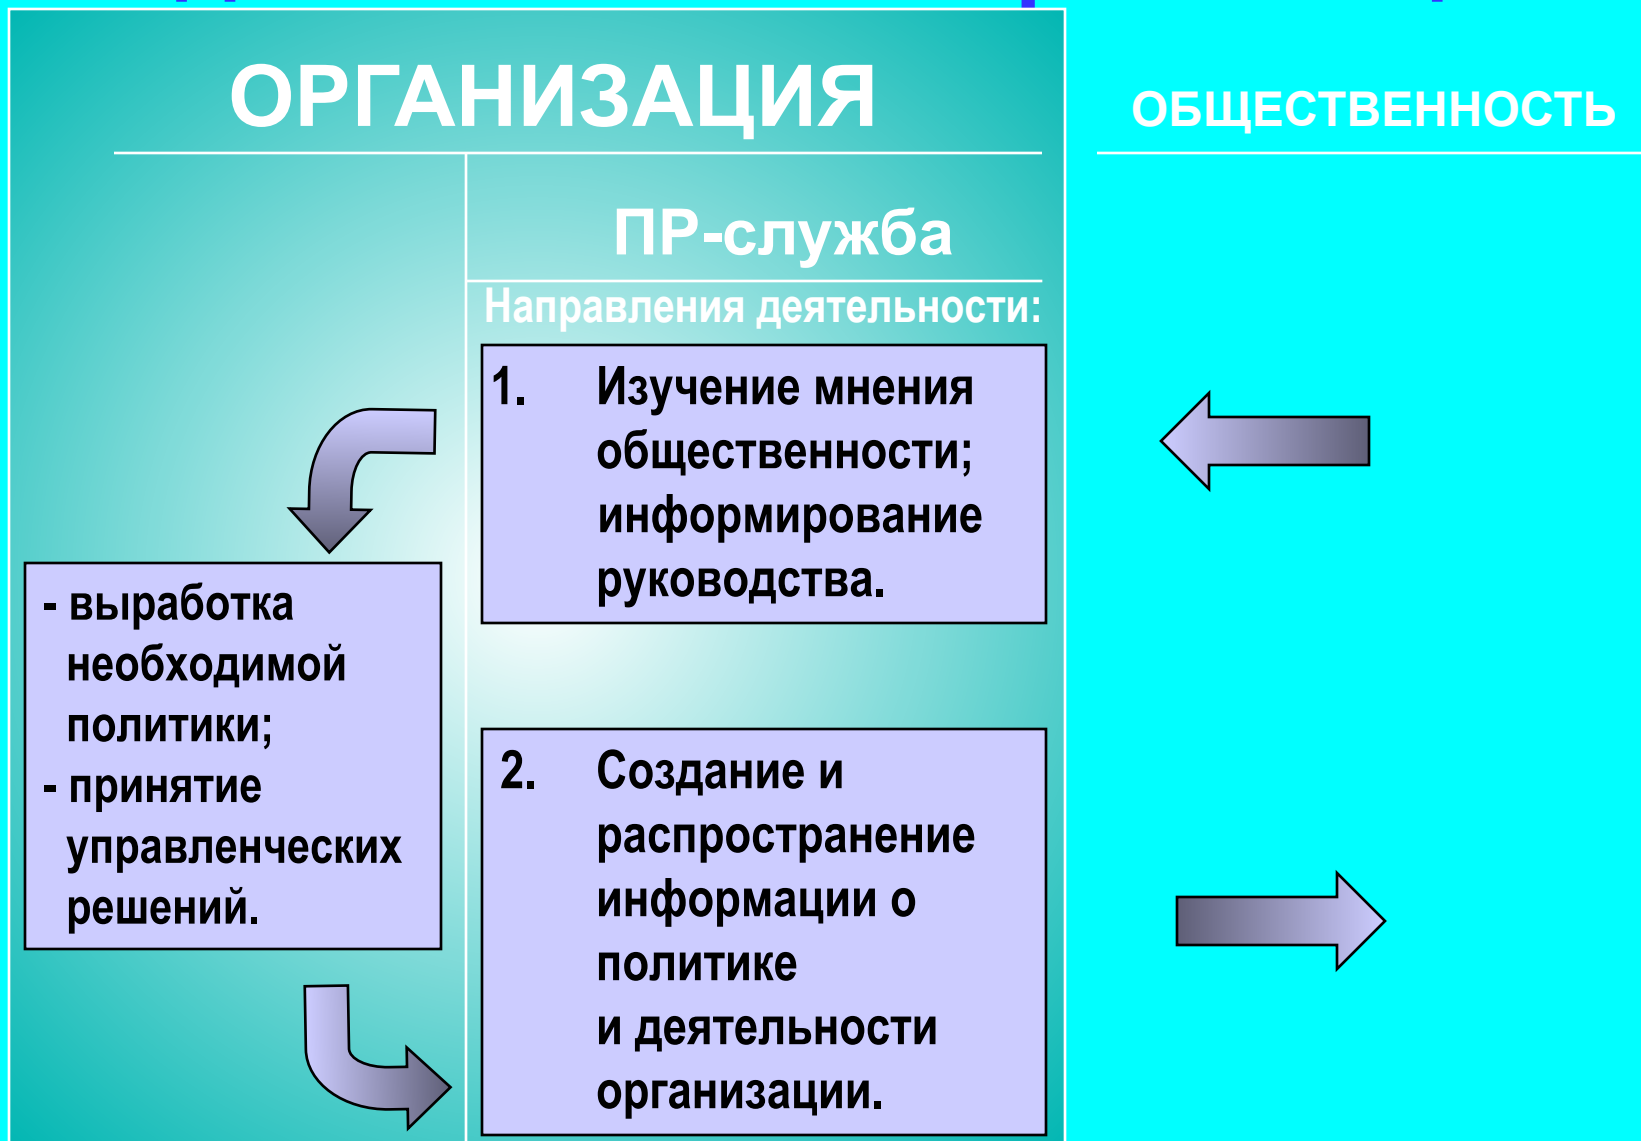 ОРГАНИЗАЦИЯ
ОБЩЕСТВЕННОСТЬ
ПР-служба
Направления деятельности:
1. Изучение мнения
общественности;
информирование
руководства.
- выработка
необходимой
политики;
- принятие
управленческих
решений.
2. Создание и
распространение
информации о
политике
и деятельности
организации.